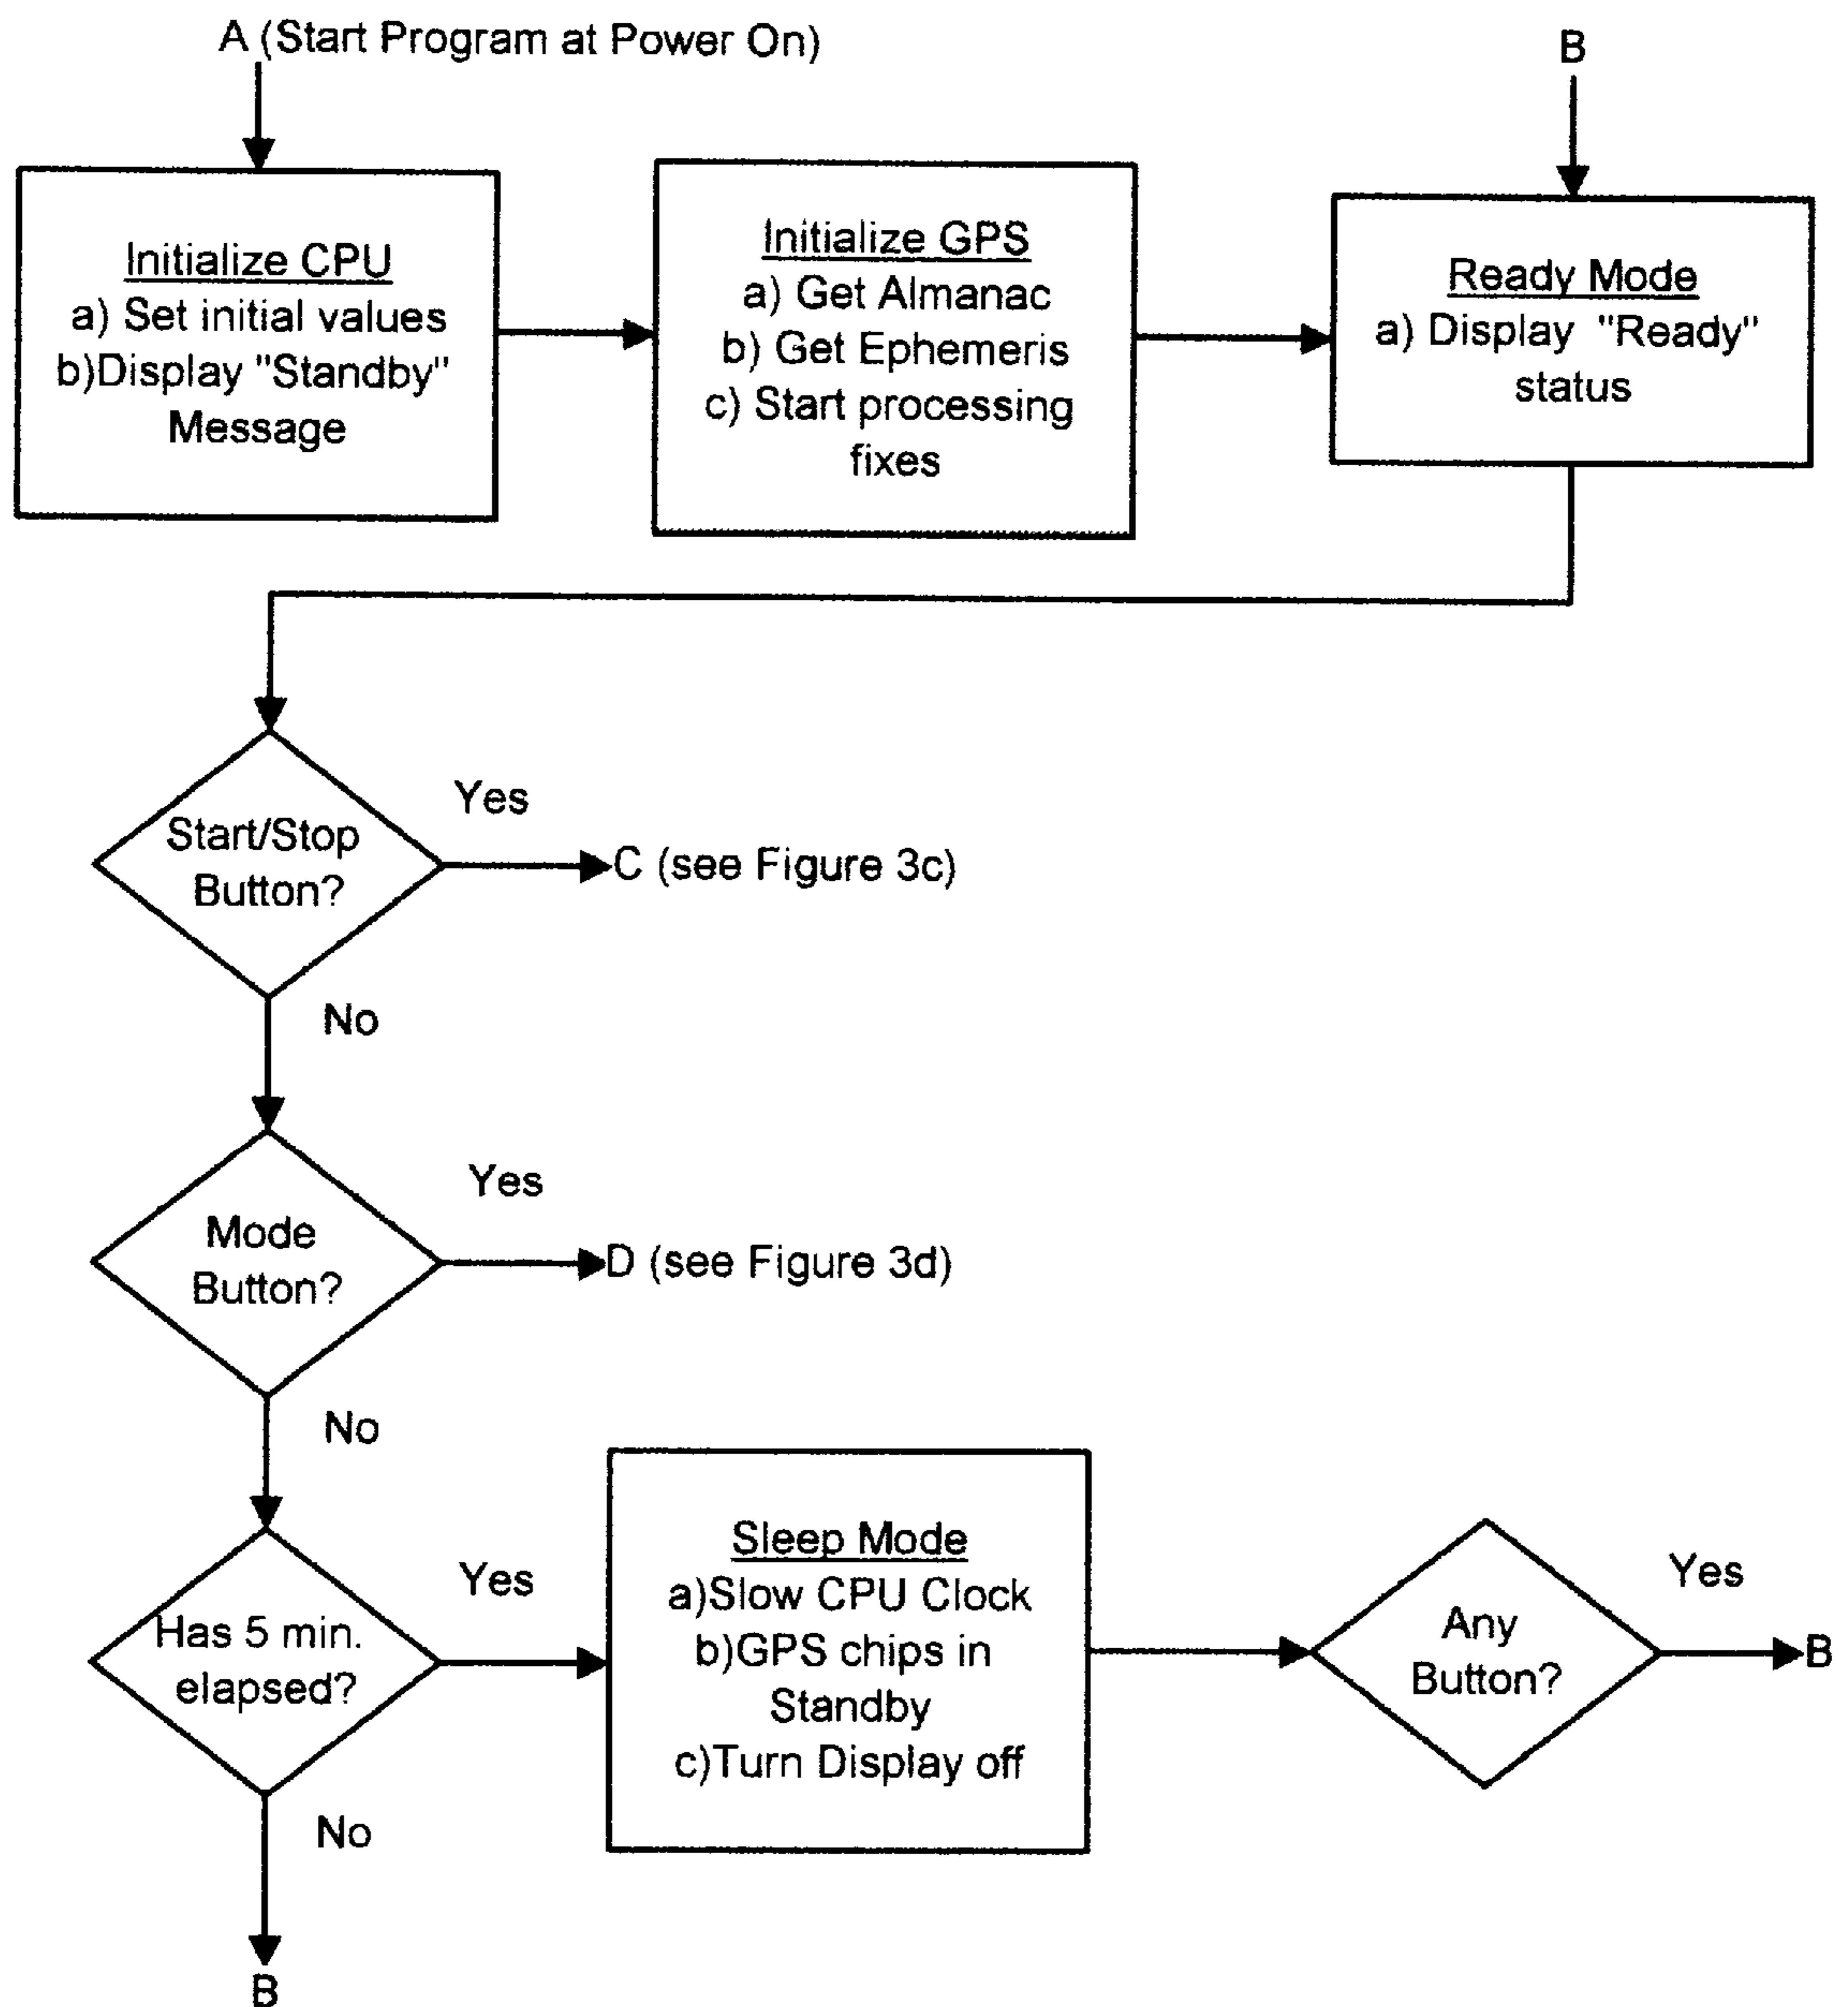 A (Start Program at Power On)
B
Initialize CPU
a) Set initial values
b)Display "Standby"
Message
Initialize GPS
a) Get Almanac
b) Get Ephemeris
c) Start processing
fixes
Ready Mode
a) Display "Ready"
status
Start/Stop
Button?
Yes
C (see Figure 3c)
No
Mode
Button?
Yes
D (see Figure 3d)
No
Has 5 min.
elapsed?
Yes
Sleep Mode
a)Slow CPU Clock
b)GPS chips in
Standby
c)Turn Display off
Any
Button?
Yes
B
No
B